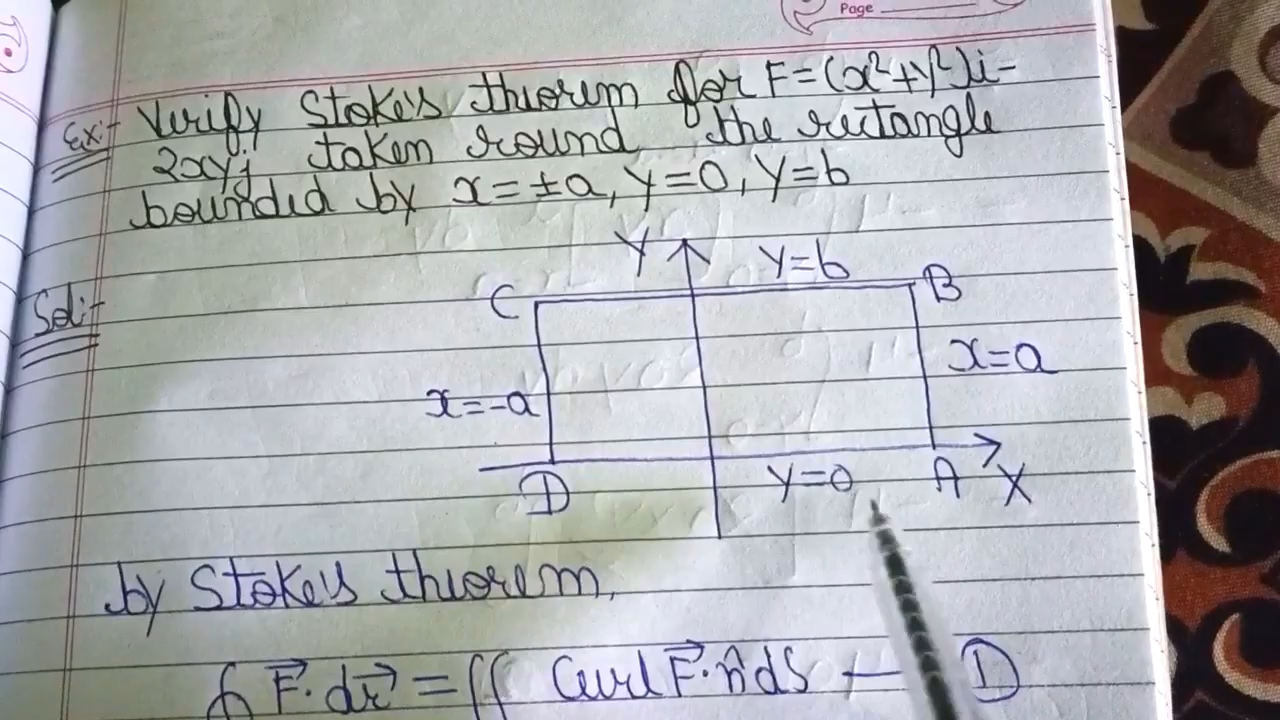 Page
Ex:- Verify Stoke's theorem for F=(x²+y²)i-
2xyj taken round the rectangle
bounded by x=±a, y=0, y=b
Sol:-
Y y=b
C B
x=a
x=-a
D y=0 A X
by Stoke's theorem,
∮ F⃗·dr⃗ = ∬ Curl F⃗·n̂ ds — ①